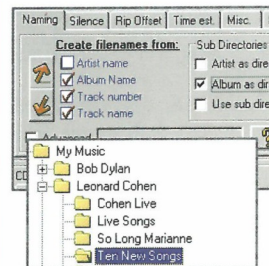 Naming Silence Rip Offset Time est. Misc.
Create filenames from: Sub Directories
Artist name Artist as dire
Album Name Album as dir
Track number Use sub dire
Track name
Advanced
CD
My Music
Bob Dylan
Leonard Cohen
Cohen Live
Live Songs
So Long Marianne
Ten New Songs